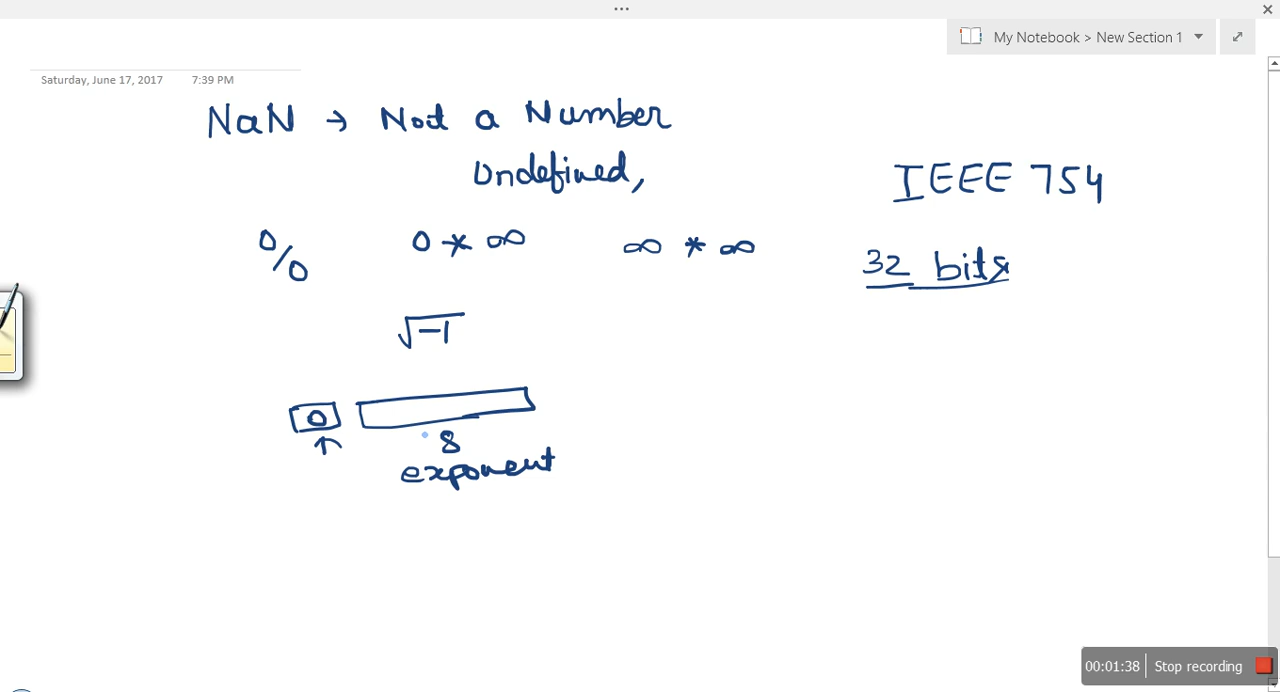 My Notebook > New Section 1
Saturday, June 17, 2017 7:39 PM
NaN → Not a Number
Undefined,
IEEE 754
0/0 0 * ∞ ∞ * ∞
32 bits
√-1
0
8
exponent
00:01:38 Stop recording